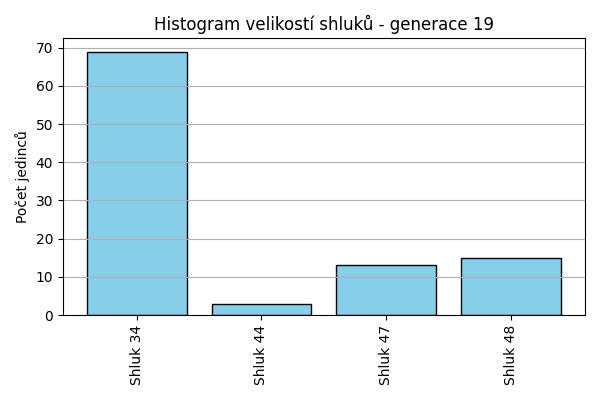 Histogram velikostí shluků - generace 19
Počet jedinců
70
60
50
40
30
20
10
0
Shluk 34
Shluk 44
Shluk 47
Shluk 48